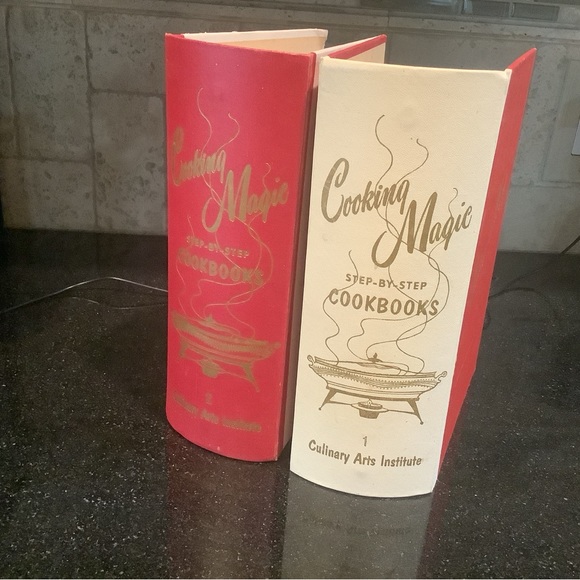 Cooking
Magic
STEP-BY-STEP
COOKBOOKS
2
Culinary Arts Institute
Cooking
Magic
STEP-BY-STEP
COOKBOOKS
1
Culinary Arts Institute